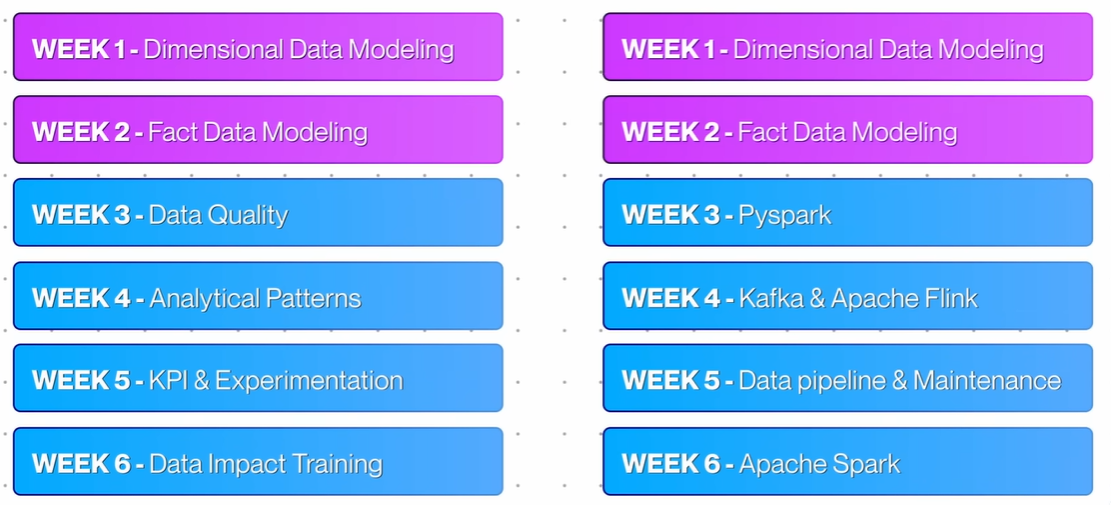 WEEK 1 - Dimensional Data Modeling
WEEK 2 - Fact Data Modeling
WEEK 3 - Data Quality
WEEK 4 - Analytical Patterns
WEEK 5 - KPI & Experimentation
WEEK 6 - Data Impact Training
WEEK 1 - Dimensional Data Modeling
WEEK 2 - Fact Data Modeling
WEEK 3 - Pyspark
WEEK 4 - Kafka & Apache Flink
WEEK 5 - Data pipeline & Maintenance
WEEK 6 - Apache Spark